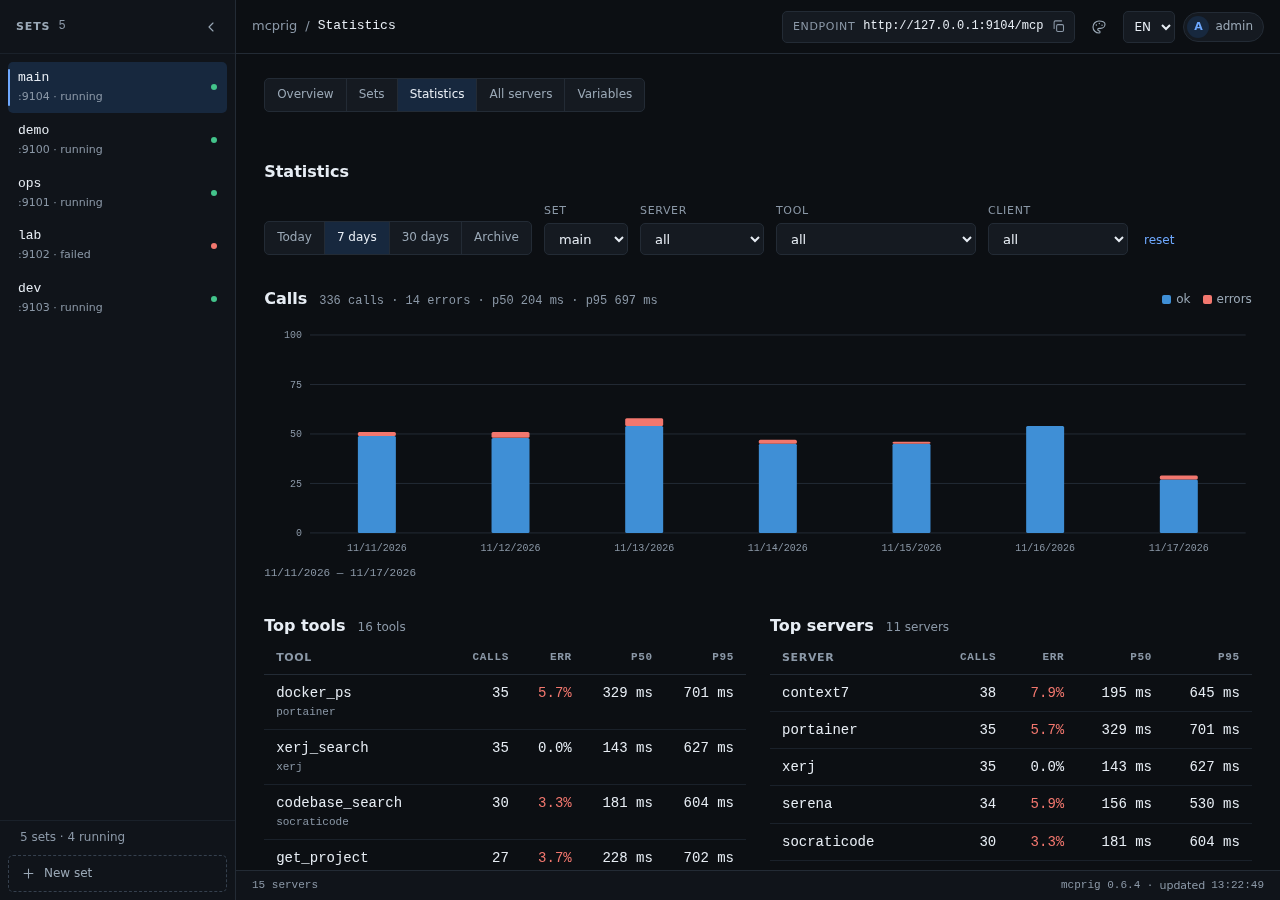 SETS 5
mcprig / Statistics
ENDPOINT http://127.0.0.1:9104/mcp
EN
A admin
main
:9104 · running
demo
:9100 · running
ops
:9101 · running
lab
:9102 · failed
dev
:9103 · running
5 sets · 4 running
New set
Overview Sets Statistics All servers Variables
Statistics
Today 7 days 30 days Archive
SET SERVER TOOL CLIENT
main all all all reset
Calls 336 calls · 14 errors · p50 204 ms · p95 697 ms
ok errors
100
75
50
25
0
11/11/2026 11/12/2026 11/13/2026 11/14/2026 11/15/2026 11/16/2026 11/17/2026
11/11/2026 — 11/17/2026
Top tools 16 tools
TOOL CALLS ERR P50 P95
docker_ps 35 5.7% 329 ms 701 ms
portainer
xerj_search 35 0.0% 143 ms 627 ms
xerj
codebase_search 30 3.3% 181 ms 604 ms
socraticode
get_project 27 3.7% 228 ms 702 ms
Top servers 11 servers
SERVER CALLS ERR P50 P95
context7 38 7.9% 195 ms 645 ms
portainer 35 5.7% 329 ms 701 ms
xerj 35 0.0% 143 ms 627 ms
serena 34 5.9% 156 ms 530 ms
socraticode 30 3.3% 181 ms 604 ms
15 servers
mcprig 0.6.4 · updated 13:22:49